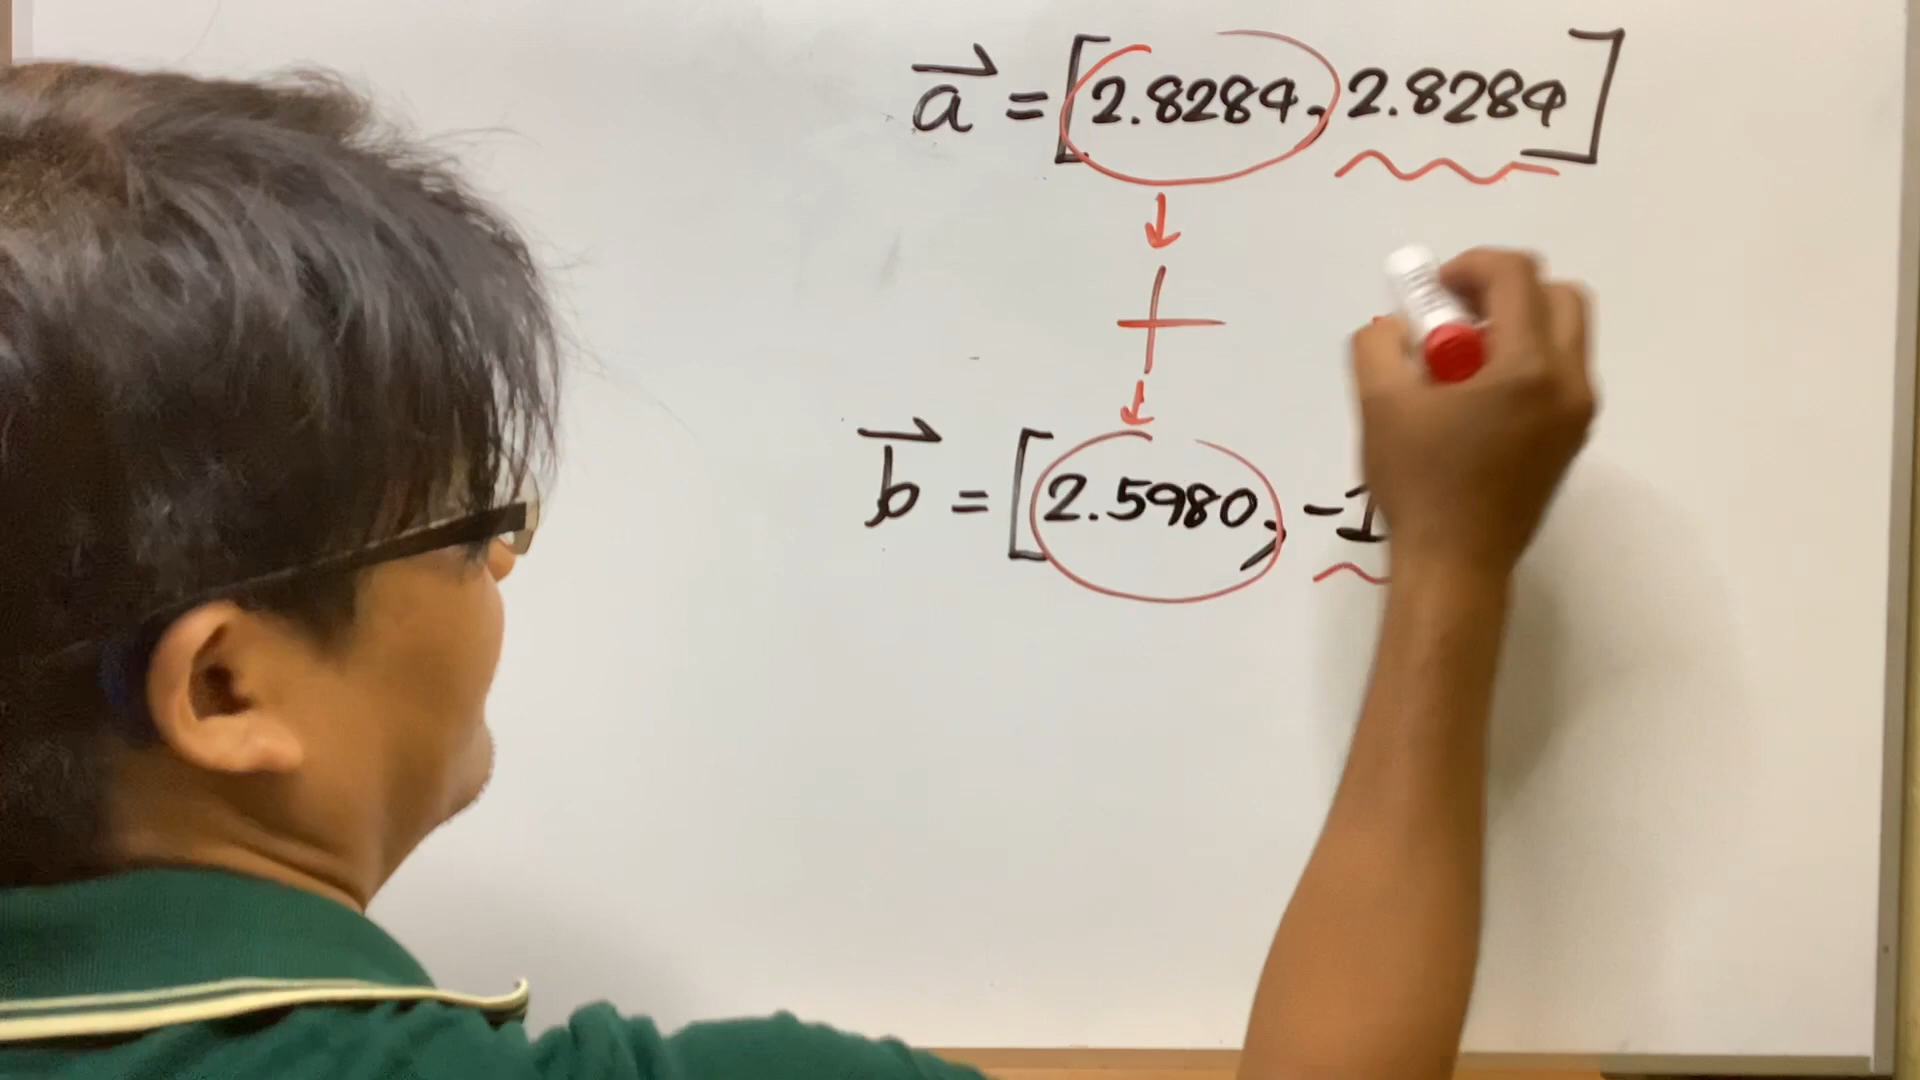 a = [2.8284, 2.8284]
+
b = [2.5980, -1